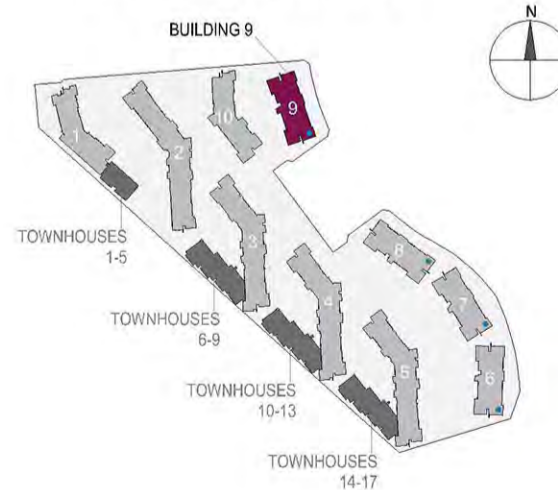 BUILDING 9
N
9
10
1
2
TOWNHOUSES
1-5
3
8
TOWNHOUSES
6-9
4
7
TOWNHOUSES
10-13
5
6
TOWNHOUSES
14-17